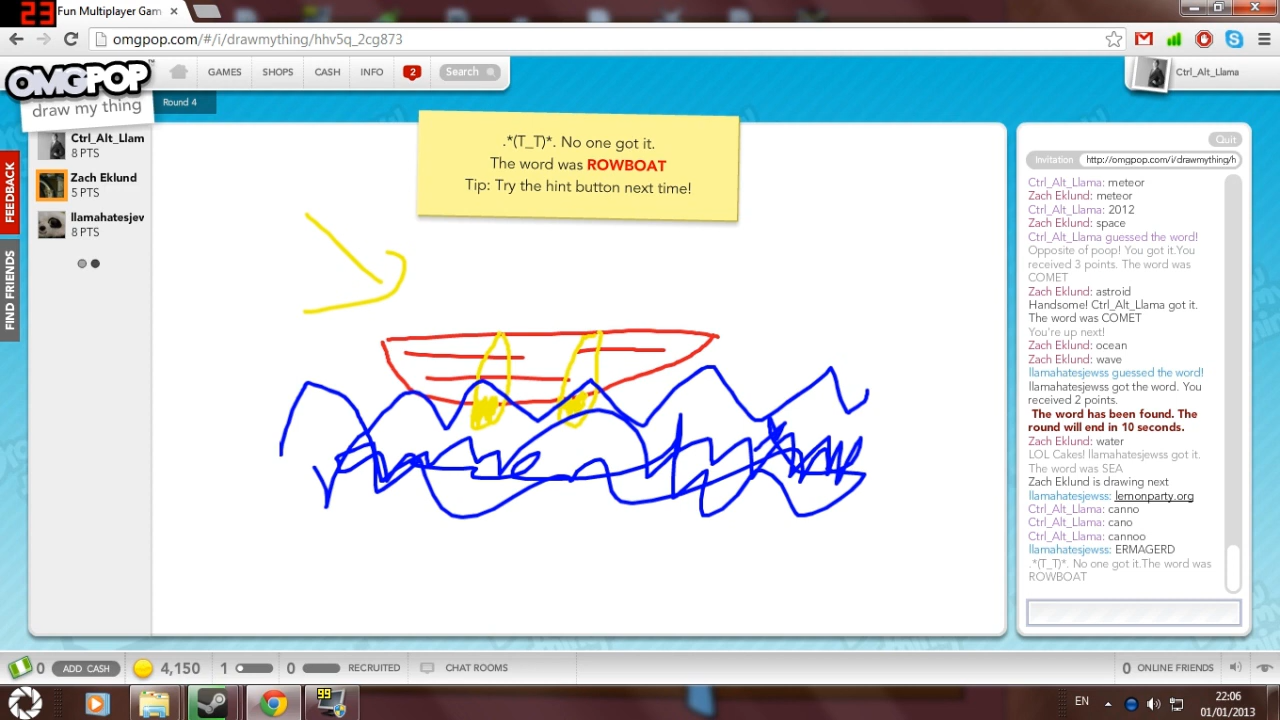 23
Fun Multiplayer Gam
omgpop.com/#/i/drawmything/hhv5q_2cg873
OMGPOP
draw my thing
GAMES
SHOPS
CASH
INFO
2
Search
Ctrl_Alt_Llama
Round 4
FEEDBACK
FIND FRIENDS
Ctrl_Alt_Llam
8 PTS
Zach Eklund
5 PTS
llamahatesjew
8 PTS
.*(T_T)*. No one got it.
The word was ROWBOAT
Tip: Try the hint button next time!
Quit
Invitation http://omgpop.com/i/drawmything/h
Ctrl_Alt_Llama: meteor
Zach Eklund: meteor
Ctrl_Alt_Llama: 2012
Zach Eklund: space
Ctrl_Alt_Llama guessed the word!
Opposite of poop! You got it.You
received 3 points. The word was
COMET
Zach Eklund: astroid
Handsome! Ctrl_Alt_Llama got it.
The word was COMET
You're up next!
Zach Eklund: ocean
Zach Eklund: wave
llamahatesjewss guessed the word!
llamahatesjewss got the word. You
received 2 points.
The word has been found. The
round will end in 10 seconds.
Zach Eklund: water
LOL Cakes! llamahatesjewss got it.
The word was SEA
Zach Eklund is drawing next
llamahatesjewss: lemonparty.org
Ctrl_Alt_Llama: canno
Ctrl_Alt_Llama: cano
Ctrl_Alt_Llama: cannoo
llamahatesjewss: ERMAGERD
.*(T_T)*. No one got it.The word was
ROWBOAT
0
ADD CASH
4,150
1
0
RECRUITED
CHAT ROOMS
0 ONLINE FRIENDS
99
EN
22:06
01/01/2013